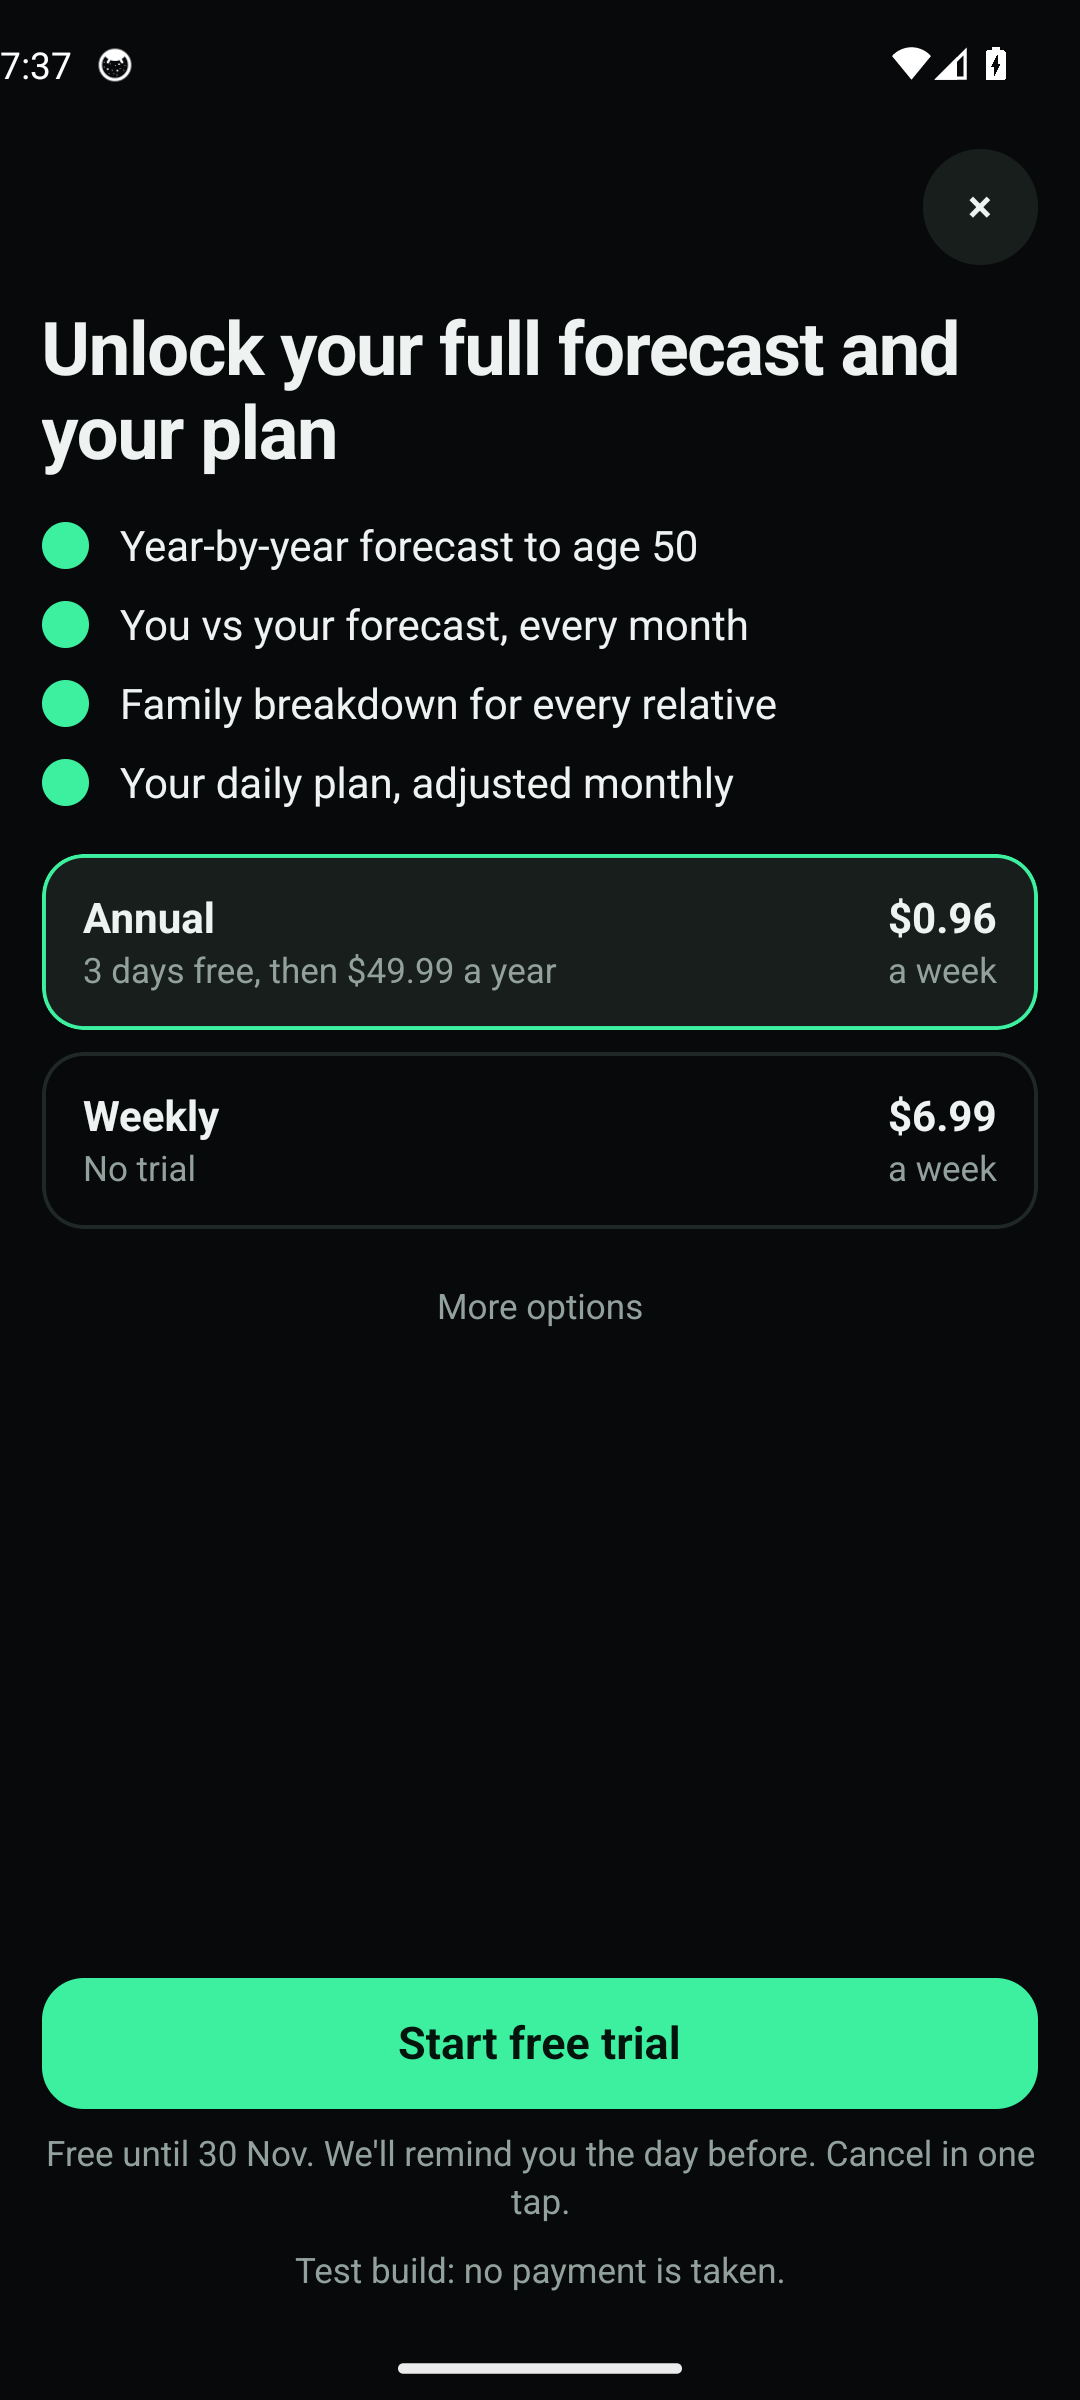 7:37
×
Unlock your full forecast and
your plan
Year-by-year forecast to age 50
You vs your forecast, every month
Family breakdown for every relative
Your daily plan, adjusted monthly
Annual $0.96
3 days free, then $49.99 a year a week
Weekly $6.99
No trial a week
More options
Start free trial
Free until 30 Nov. We'll remind you the day before. Cancel in one
tap.
Test build: no payment is taken.